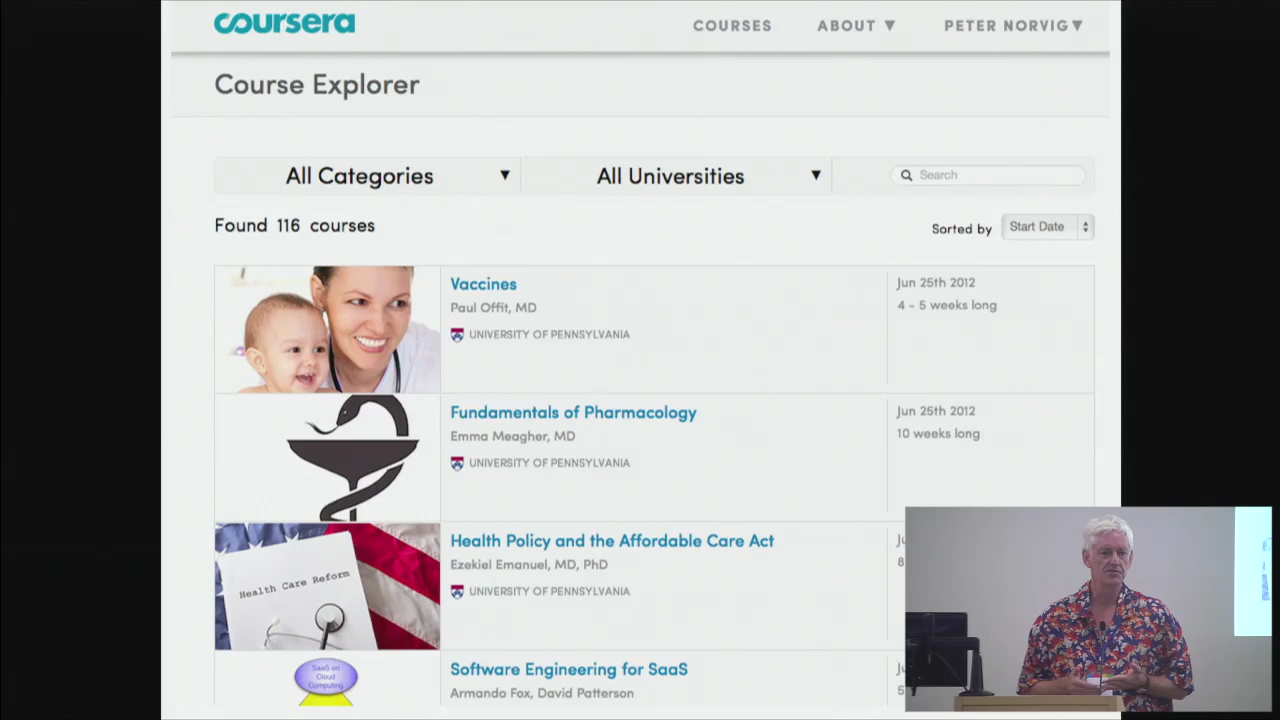 coursera
COURSES ABOUT ▼ PETER NORVIG▼
Course Explorer
All Categories ▼ All Universities ▼ Search
Found 116 courses
Sorted by Start Date
Vaccines
Jun 25th 2012
Paul Offit, MD
4 - 5 weeks long
UNIVERSITY OF PENNSYLVANIA
Fundamentals of Pharmacology
Jun 25th 2012
Emma Meagher, MD
10 weeks long
UNIVERSITY OF PENNSYLVANIA
Health Care Reform
Health Policy and the Affordable Care Act
Ju
Ezekiel Emanuel, MD, PhD
8
UNIVERSITY OF PENNSYLVANIA
SaaS on
Cloud
Computing
Software Engineering for SaaS
Ju
Armando Fox, David Patterson
5